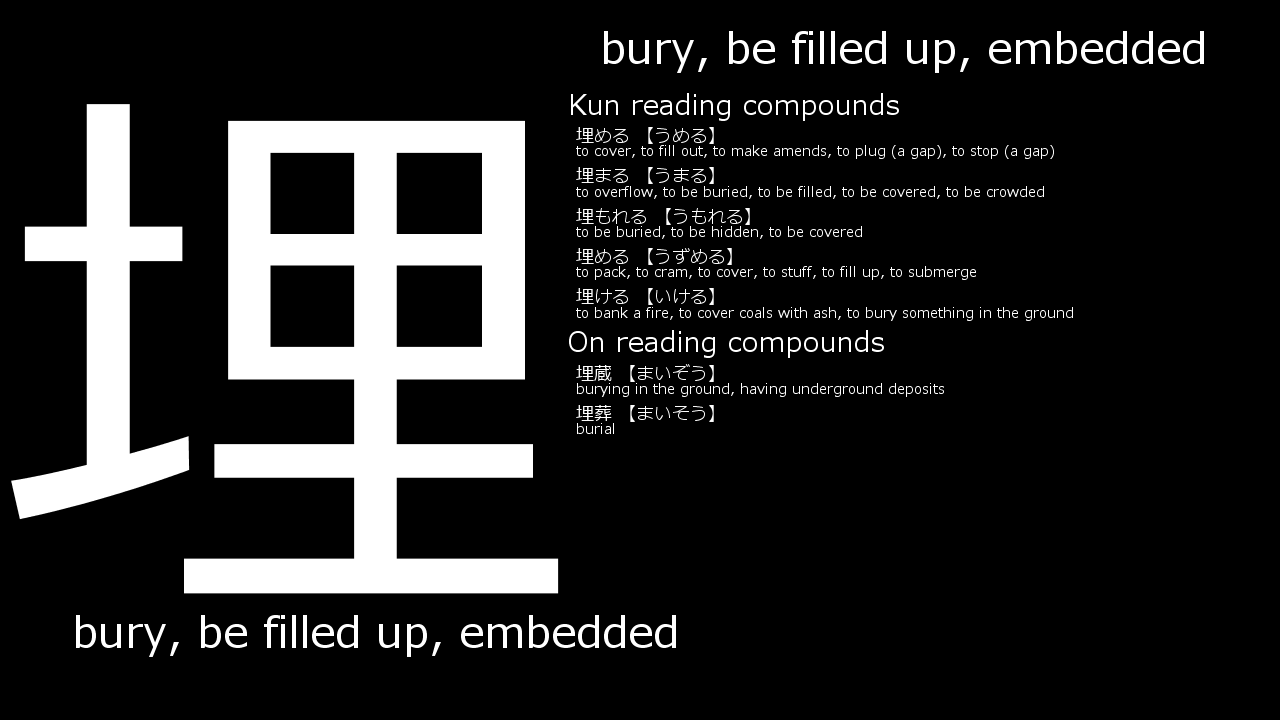 埋
bury, be filled up, embedded
Kun reading compounds
埋める 【うめる】
to cover, to fill out, to make amends, to plug (a gap), to stop (a gap)
埋まる 【うまる】
to overflow, to be buried, to be filled, to be covered, to be crowded
埋もれる 【うもれる】
to be buried, to be hidden, to be covered
埋める 【うずめる】
to pack, to cram, to cover, to stuff, to fill up, to submerge
埋ける 【いける】
to bank a fire, to cover coals with ash, to bury something in the ground
On reading compounds
埋蔵 【まいぞう】
burying in the ground, having underground deposits
埋葬 【まいそう】
burial
bury, be filled up, embedded